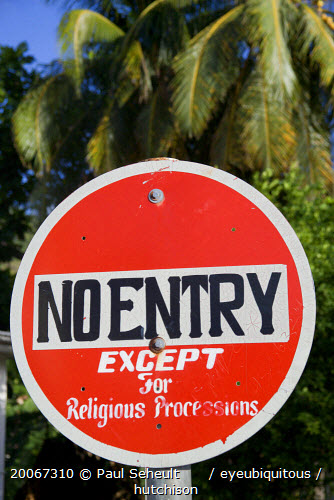 NO ENTRY
EXCEPT
for
Religious Processions
20067310 © Paul Seheult / eyeubiquitous /
hutchison